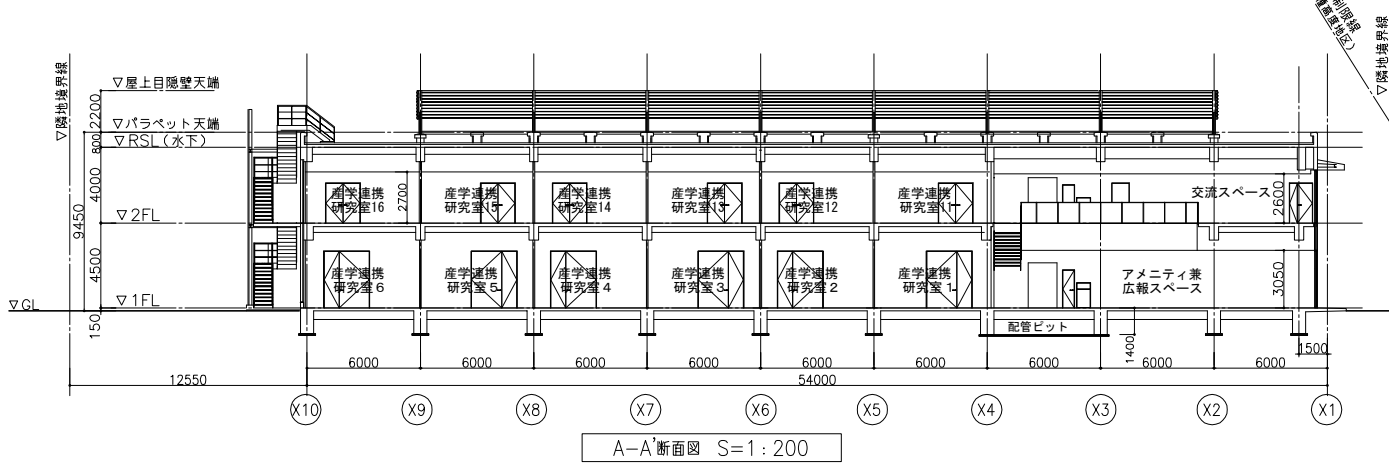 制限線
種高度地区)
▽隣地境界線
▽隣地境界線
▽屋上目隠壁天端
2200
▽パラペット天端
800
▽RSL(水下)
4000
9450
▽2FL
4500
▽1FL
▽GL
150
産学連携
研究室16
2700
産学連携
研究室15
産学連携
研究室14
産学連携
研究室13
産学連携
研究室12
産学連携
研究室11
交流スペース
2600
産学連携
研究室6
産学連携
研究室5
産学連携
研究室4
産学連携
研究室3
産学連携
研究室2
産学連携
研究室1
アメニティ兼
広報スペース
3050
配管ピット
1400
6000
6000
6000
6000
6000
6000
6000
6000
6000
1500
12550
54000
X10
X9
X8
X7
X6
X5
X4
X3
X2
X1
A-A'断面図 S=1:200